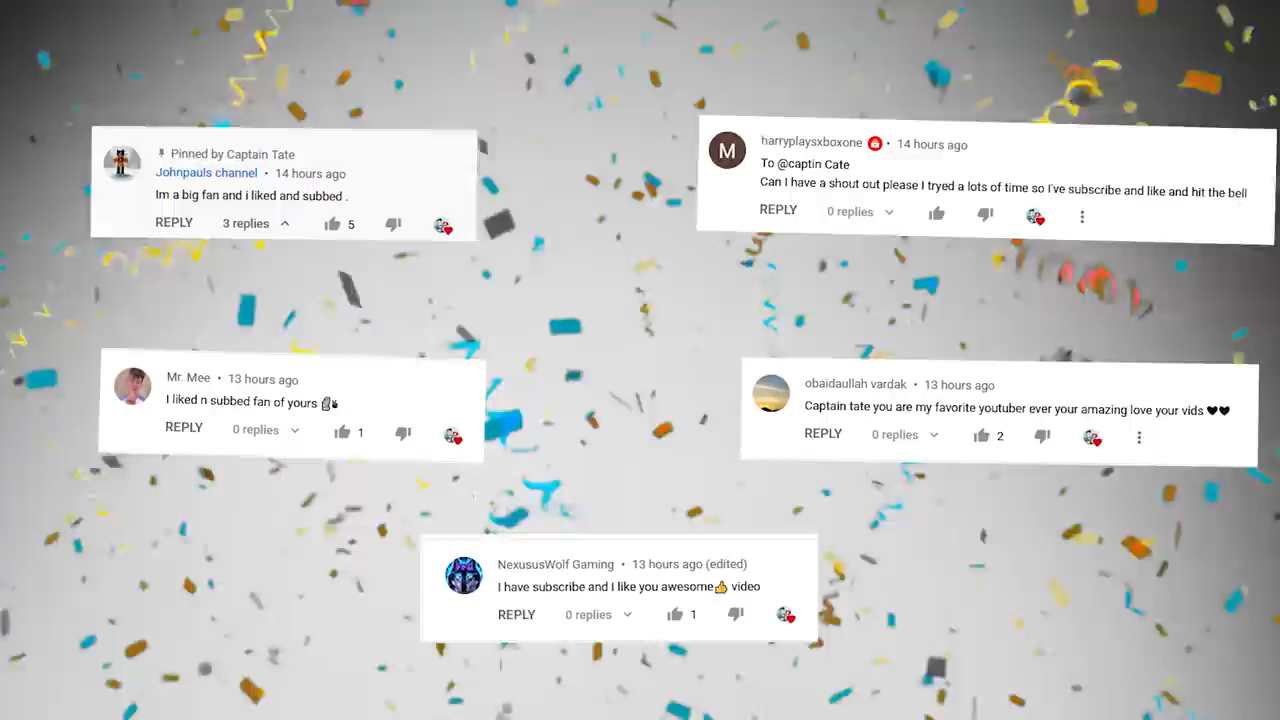 Pinned by Captain Tate
Johnpauls channel • 14 hours ago
Im a big fan and i liked and subbed .
REPLY 3 replies 5
M
harryplaysxboxone • 14 hours ago
To @captin Cate
Can I have a shout out please I tryed a lots of time so I've subscribe and like and hit the bell
REPLY 0 replies
Mr. Mee • 13 hours ago
I liked n subbed fan of yours
REPLY 0 replies 1
obaidaullah vardak • 13 hours ago
Captain tate you are my favorite youtuber ever your amazing love your vids 🖤🖤
REPLY 0 replies 2
NexususWolf Gaming • 13 hours ago (edited)
I have subscribe and I like you awesome👍 video
REPLY 0 replies 1